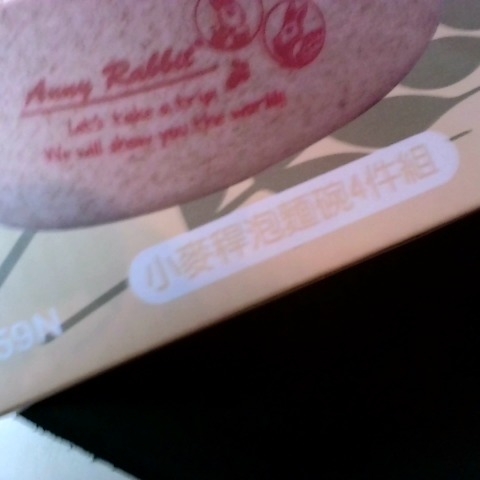 Anny Rabbit
Let's take a trip
We will show you the world
小麥稈泡麵碗4件組
59N